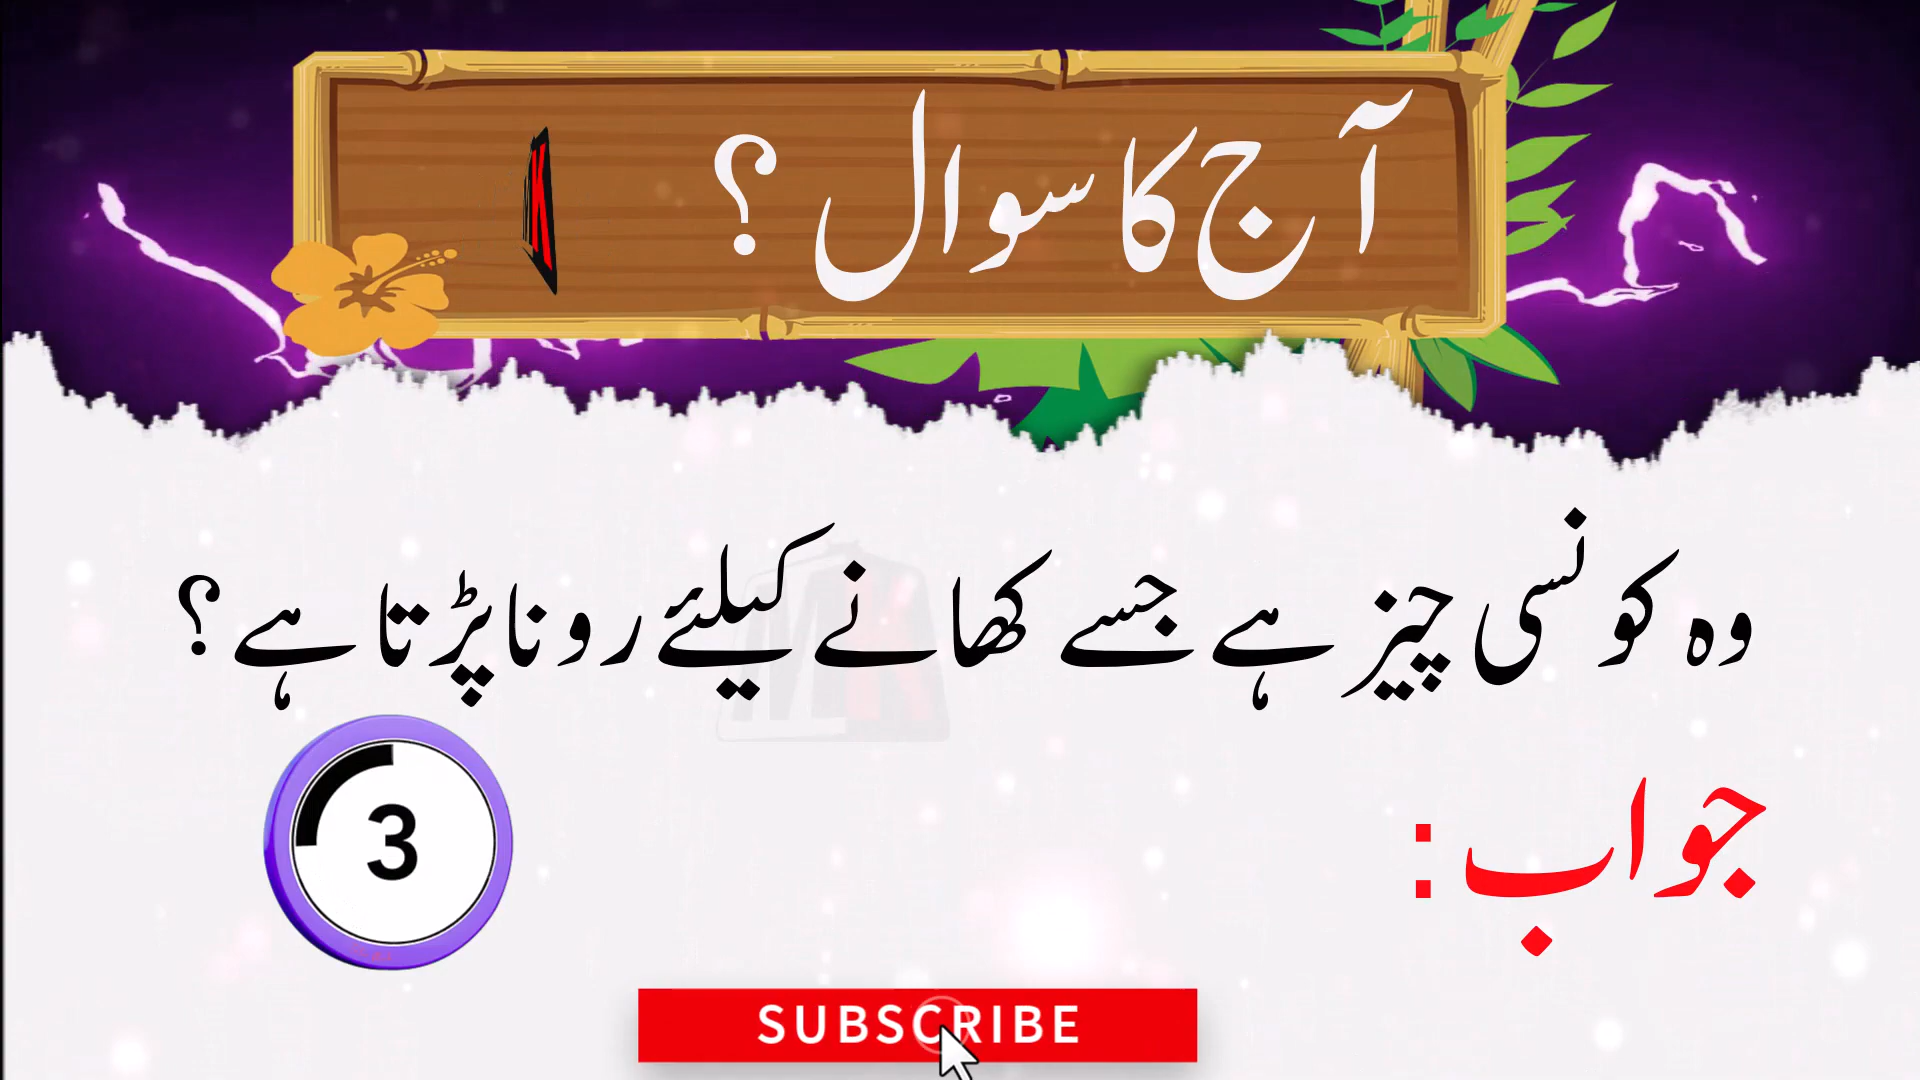 آج کا سوال ؟
وہ کونسی چیز ہے جسے کھانے کیلئے رونا پڑتا ہے ؟
جواب :
3
SUBSCRIBE